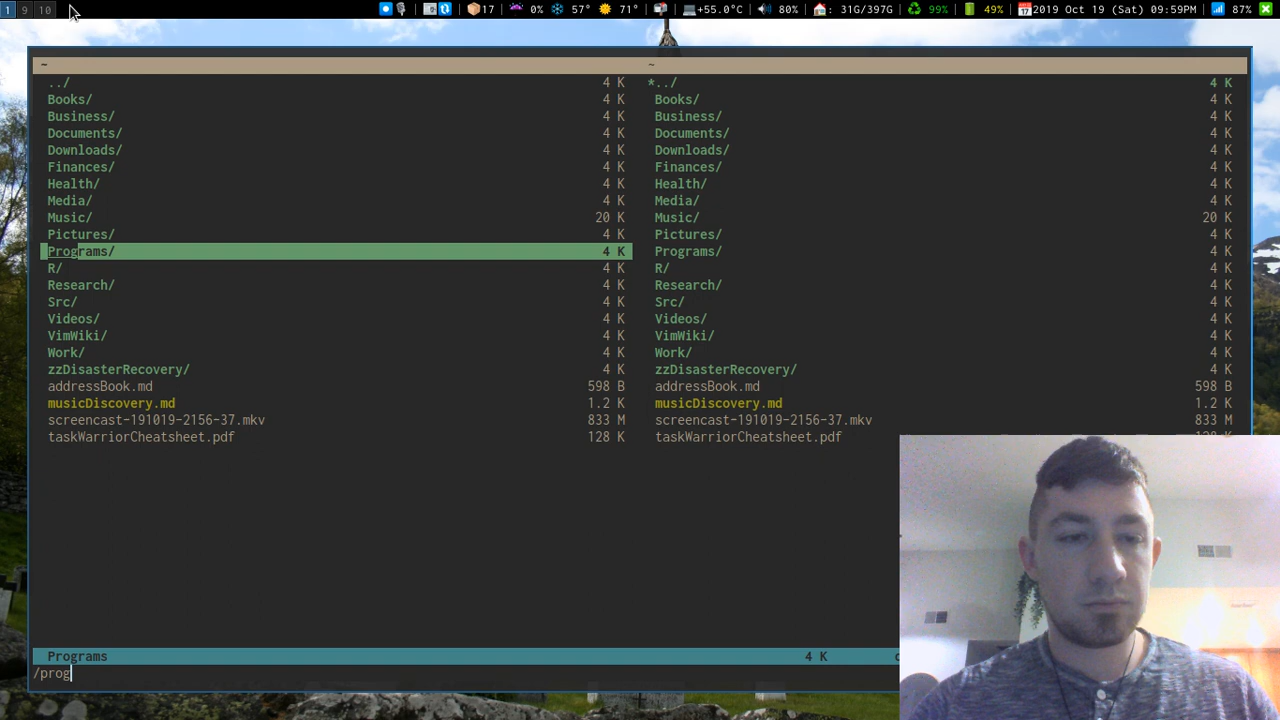 1 9 10 17 0% 57° 71° +55.0°C 80% : 31G/397G 99% 49% 2019 Oct 19 (Sat) 09:59PM 87%
~ ~
../ 4 K *../ 4 K
Books/ 4 K Books/ 4 K
Business/ 4 K Business/ 4 K
Documents/ 4 K Documents/ 4 K
Downloads/ 4 K Downloads/ 4 K
Finances/ 4 K Finances/ 4 K
Health/ 4 K Health/ 4 K
Media/ 4 K Media/ 4 K
Music/ 20 K Music/ 20 K
Pictures/ 4 K Pictures/ 4 K
Programs/ 4 K Programs/ 4 K
R/ 4 K R/ 4 K
Research/ 4 K Research/ 4 K
Src/ 4 K Src/ 4 K
Videos/ 4 K Videos/ 4 K
VimWiki/ 4 K VimWiki/ 4 K
Work/ 4 K Work/ 4 K
zzDisasterRecovery/ 4 K zzDisasterRecovery/ 4 K
addressBook.md 598 B addressBook.md 598 B
musicDiscovery.md 1.2 K musicDiscovery.md 1.2 K
screencast-191019-2156-37.mkv 833 M screencast-191019-2156-37.mkv 833 M
taskWarriorCheatsheet.pdf 128 K taskWarriorCheatsheet.pdf 128 K
Programs 4 K
/prog